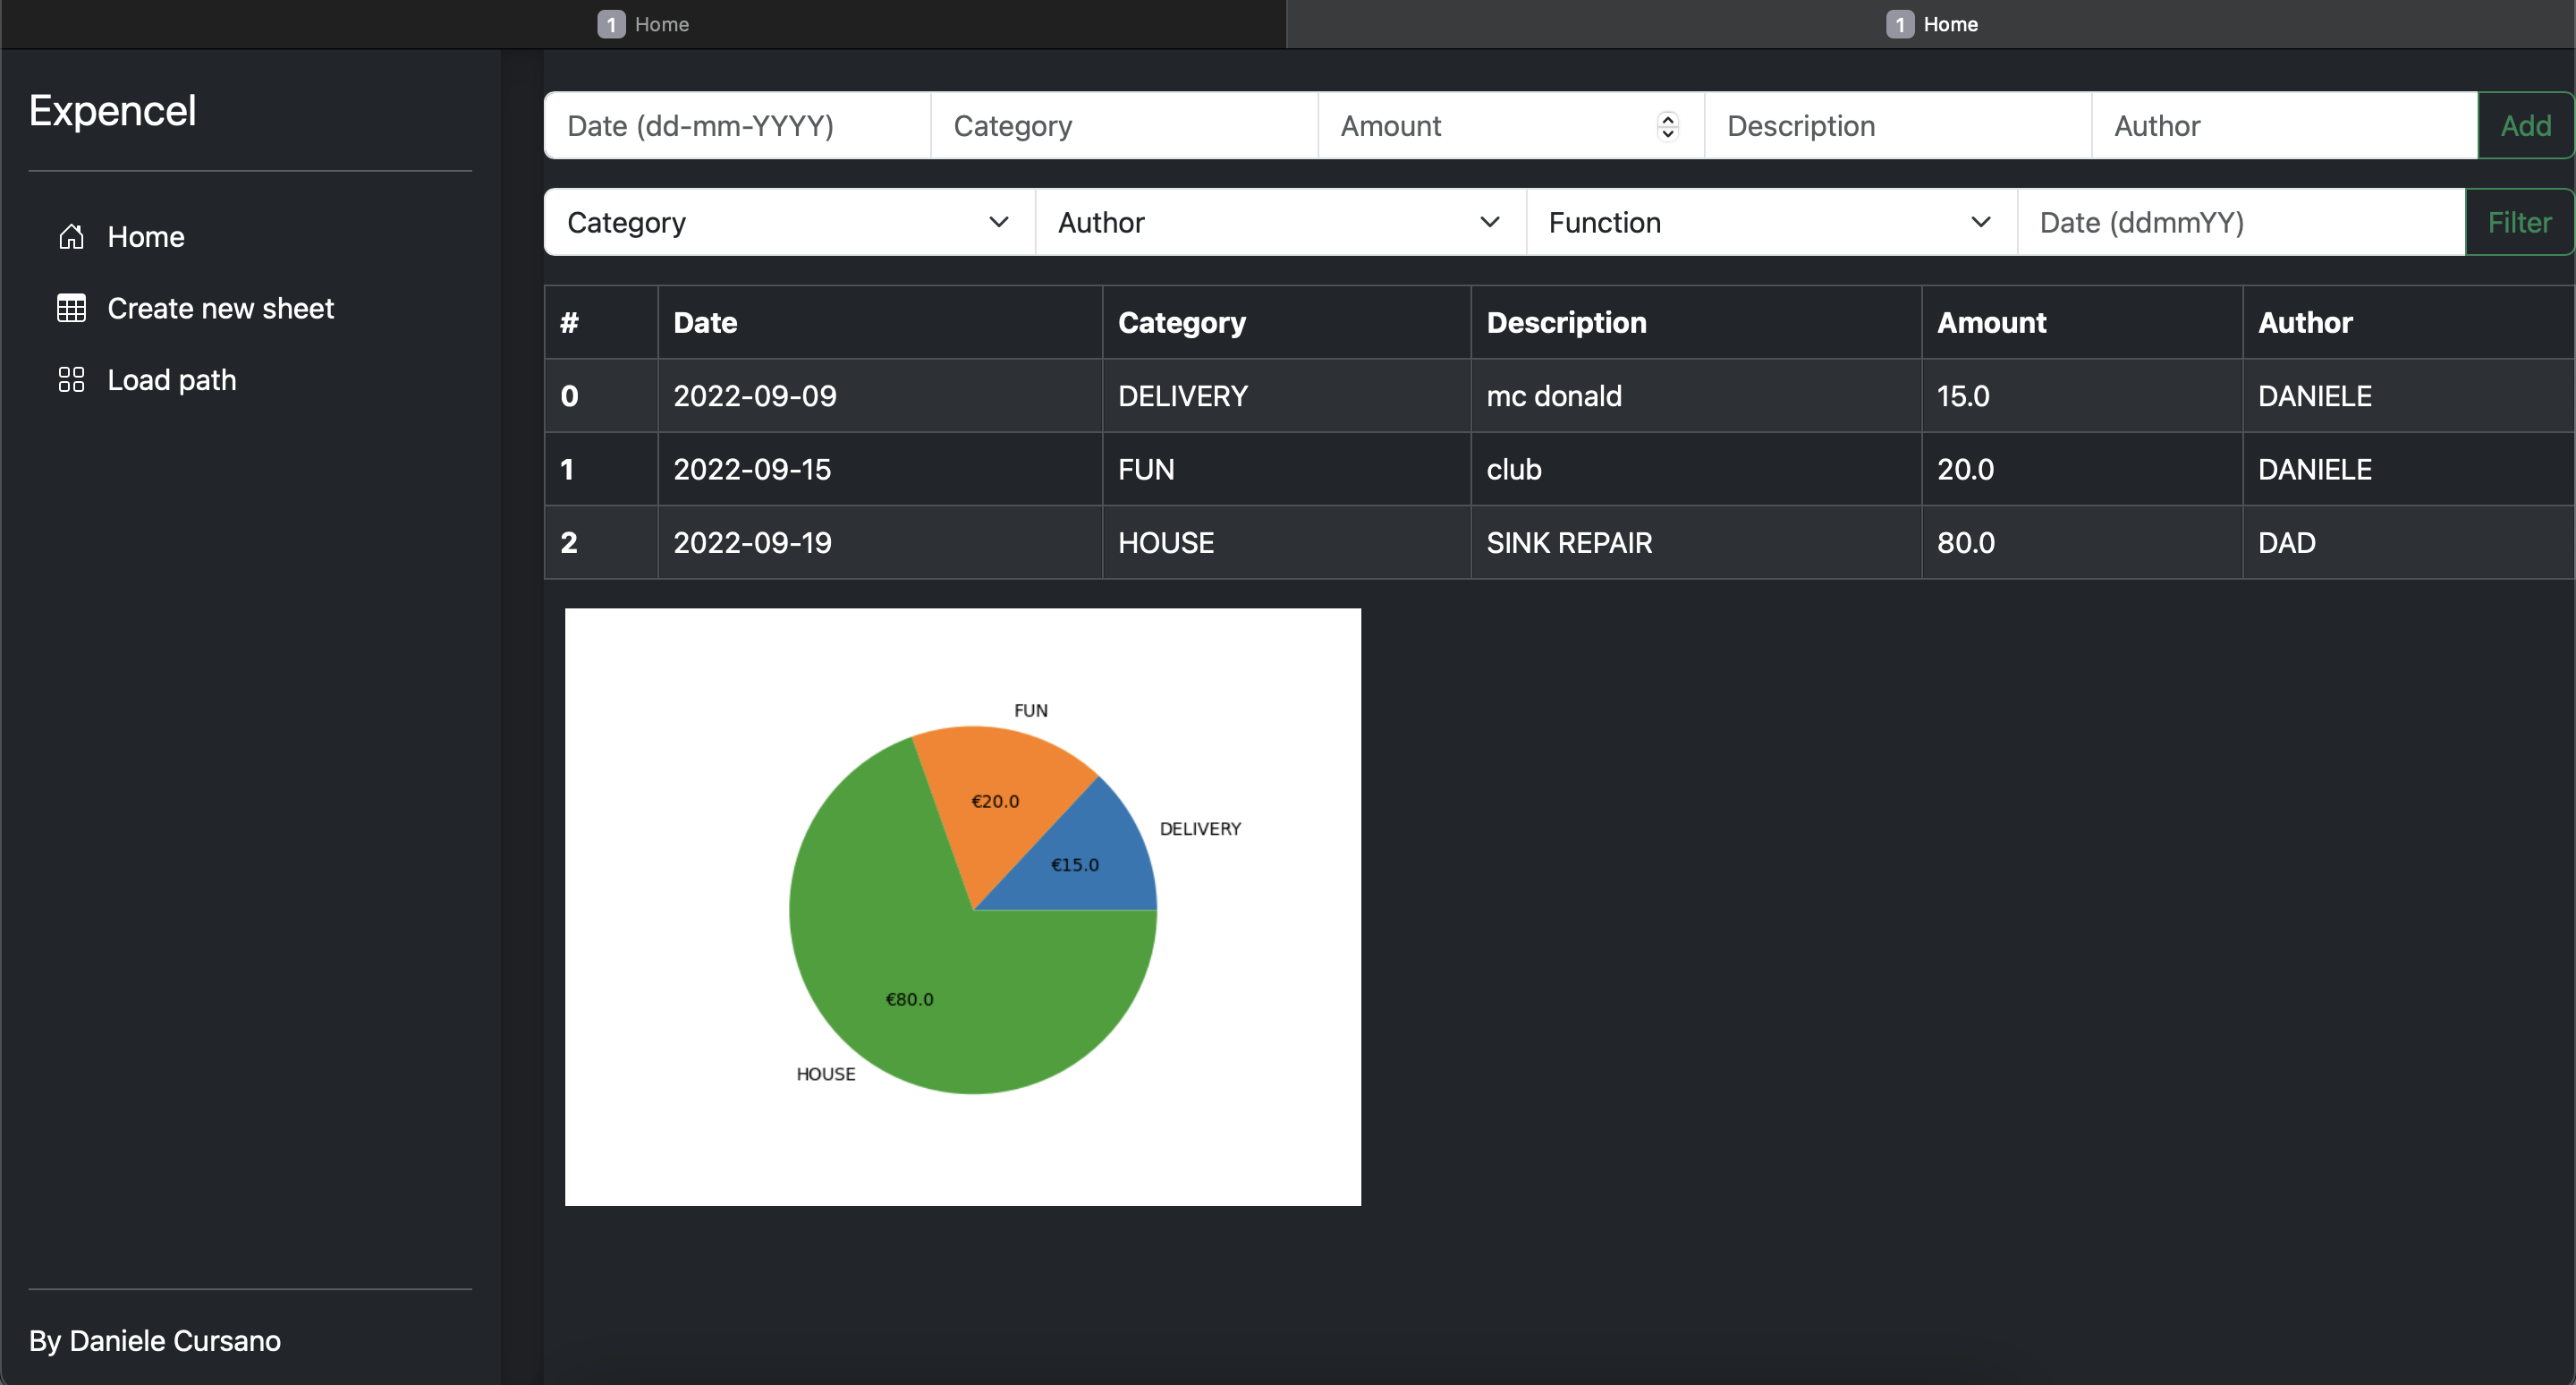 1 Home
1 Home
Expencel
Home
Create new sheet
Load path
By Daniele Cursano
Date (dd-mm-YYYY) Category Amount Description Author Add
Category Author Function Date (ddmmYY) Filter
# Date Category Description Amount Author
0 2022-09-09 DELIVERY mc donald 15.0 DANIELE
1 2022-09-15 FUN club 20.0 DANIELE
2 2022-09-19 HOUSE SINK REPAIR 80.0 DAD
FUN
€20.0
DELIVERY
€15.0
€80.0
HOUSE